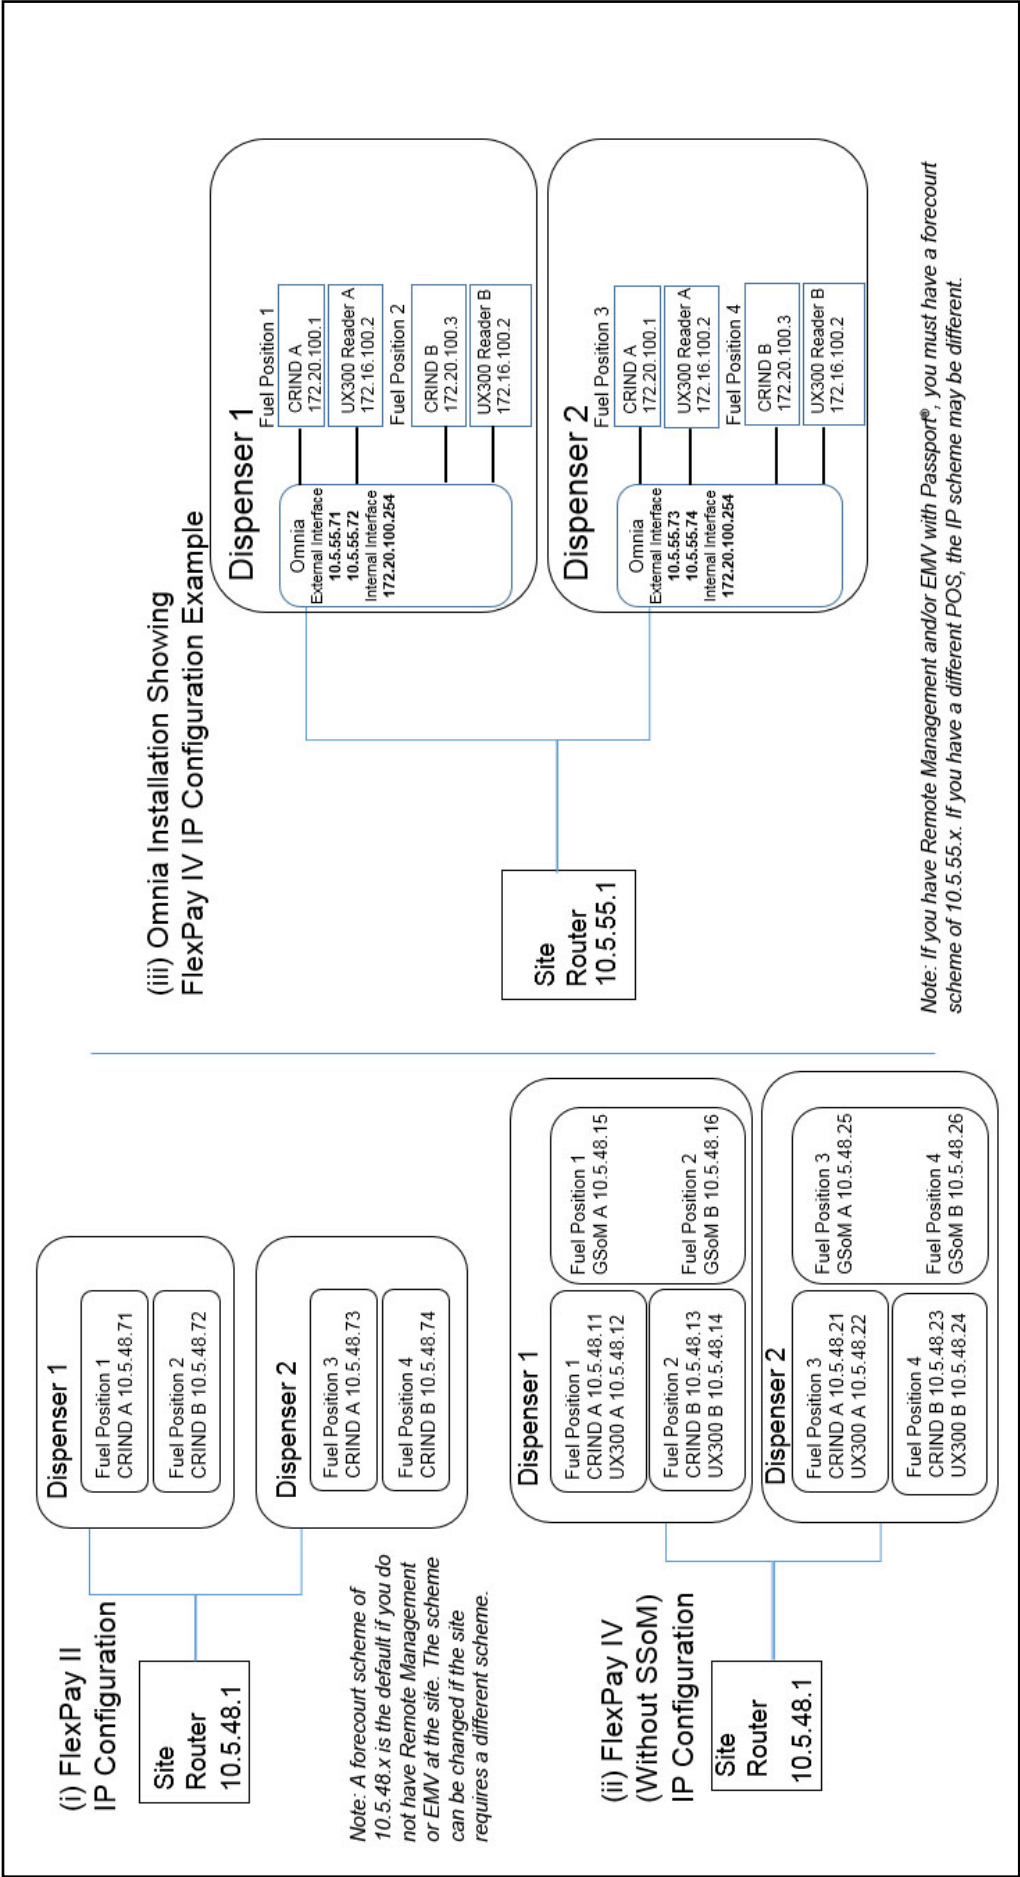 (i) FlexPay II
IP Configuration
Site
Router
10.5.48.1
Dispenser 1
Fuel Position 1
CRIND A 10.5.48.71
Fuel Position 2
CRIND B 10.5.48.72
Dispenser 2
Fuel Position 3
CRIND A 10.5.48.73
Fuel Position 4
CRIND B 10.5.48.74
Note: A forecourt scheme of
10.5.48.x is the default if you do
not have Remote Management
or EMV at the site. The scheme
can be changed if the site
requires a different scheme.
(ii) FlexPay IV
(Without SSoM)
IP Configuration
Site
Router
10.5.48.1
Dispenser 1
Fuel Position 1
CRIND A 10.5.48.11
UX300 A 10.5.48.12
Fuel Position 2
CRIND B 10.5.48.13
UX300 B 10.5.48.14
Fuel Position 1
GSoM A 10.5.48.15
Fuel Position 2
GSoM B 10.5.48.16
Dispenser 2
Fuel Position 3
CRIND A 10.5.48.21
UX300 A 10.5.48.22
Fuel Position 4
CRIND B 10.5.48.23
UX300 B 10.5.48.24
Fuel Position 3
GSoM A 10.5.48.25
Fuel Position 4
GSoM B 10.5.48.26
(iii) Omnia Installation Showing
FlexPay IV IP Configuration Example
Site
Router
10.5.55.1
Dispenser 1
Omnia
External Interface
10.5.55.71
10.5.55.72
Internal Interface
172.20.100.254
Fuel Position 1
CRIND A
172.20.100.1
UX300 Reader A
172.16.100.2
Fuel Position 2
CRIND B
172.20.100.3
UX300 Reader B
172.16.100.2
Dispenser 2
Omnia
External Interface
10.5.55.73
10.5.55.74
Internal Interface
172.20.100.254
Fuel Position 3
CRIND A
172.20.100.1
UX300 Reader A
172.16.100.2
Fuel Position 4
CRIND B
172.20.100.3
UX300 Reader B
172.16.100.2
Note: If you have Remote Management and/or EMV with Passport®, you must have a forecourt
scheme of 10.5.55.x. If you have a different POS, the IP scheme may be different.